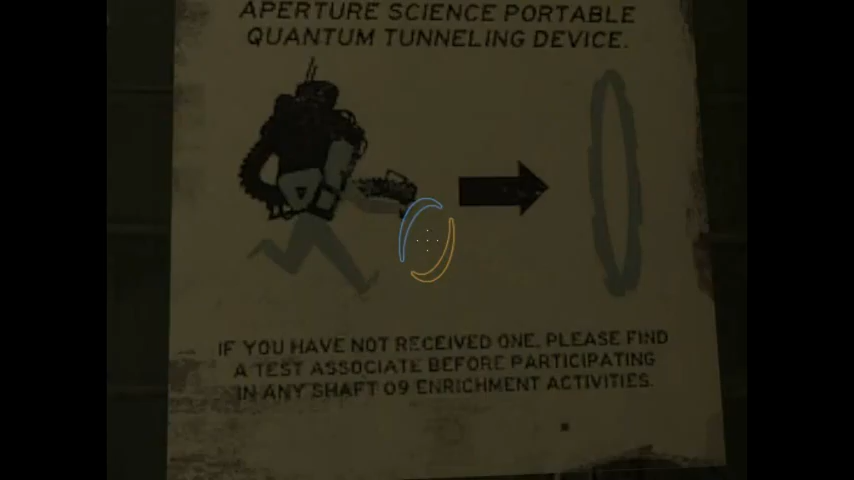 APERTURE SCIENCE PORTABLE
QUANTUM TUNNELING DEVICE.
IF YOU HAVE NOT RECEIVED ONE, PLEASE FIND
A TEST ASSOCIATE BEFORE PARTICIPATING
IN ANY SHAFT 09 ENRICHMENT ACTIVITIES.